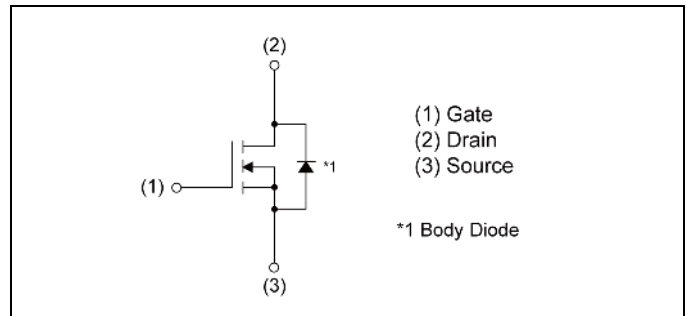 (2)
(1) Gate
(2) Drain
(3) Source
*1
(1)
*1 Body Diode
(3)